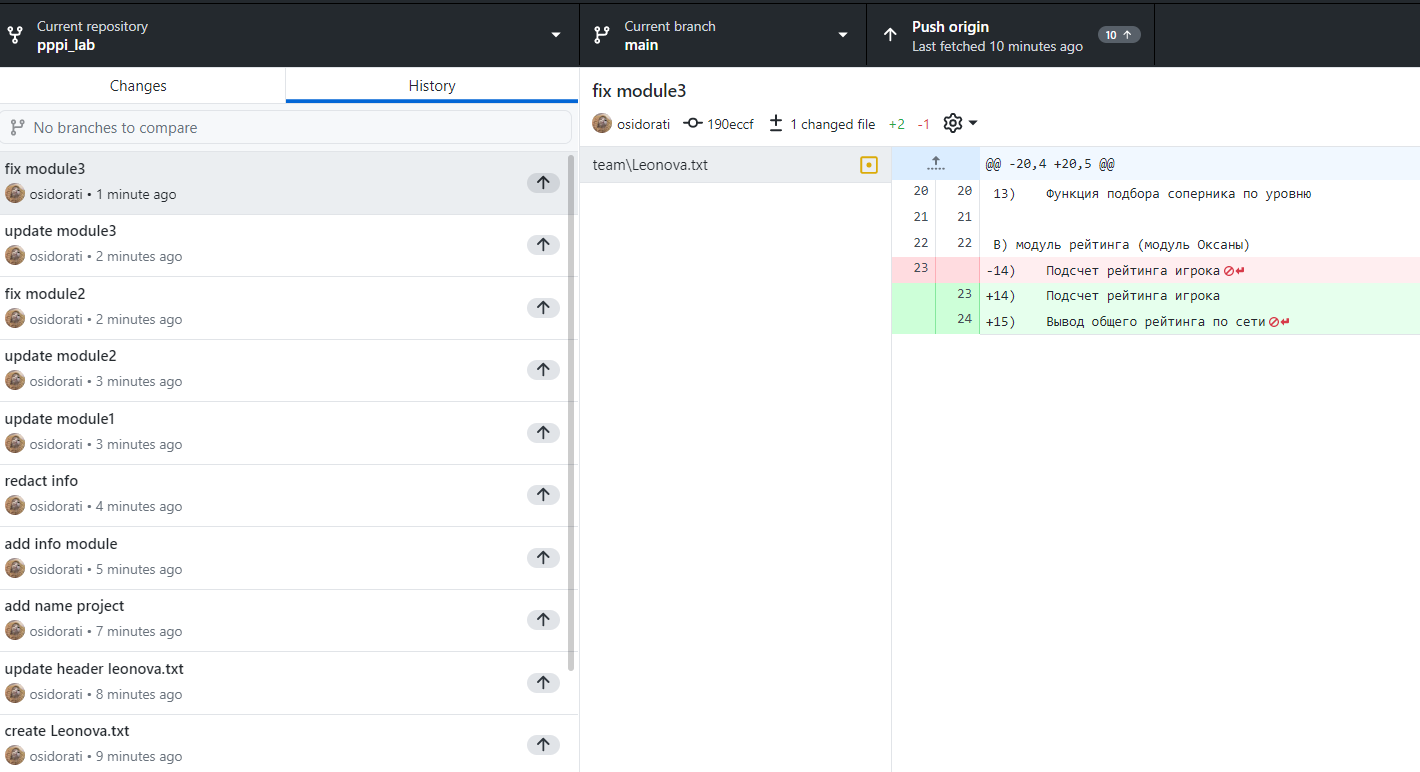 Current repository
pppi_lab
Current branch
main
Push origin
Last fetched 10 minutes ago
10
Changes
History
No branches to compare
fix module3
osidorati • 1 minute ago
update module3
osidorati • 2 minutes ago
fix module2
osidorati • 2 minutes ago
update module2
osidorati • 3 minutes ago
update module1
osidorati • 3 minutes ago
redact info
osidorati • 4 minutes ago
add info module
osidorati • 5 minutes ago
add name project
osidorati • 7 minutes ago
update header leonova.txt
osidorati • 8 minutes ago
create Leonova.txt
osidorati • 9 minutes ago
fix module3
osidorati 190eccf 1 changed file +2 -1
team\Leonova.txt
@@ -20,4 +20,5 @@
20 20 13) Функция подбора соперника по уровню
21 21
22 22 В) модуль рейтинга (модуль Оксаны)
23 -14) Подсчет рейтинга игрока
23 +14) Подсчет рейтинга игрока
24 +15) Вывод общего рейтинга по сети